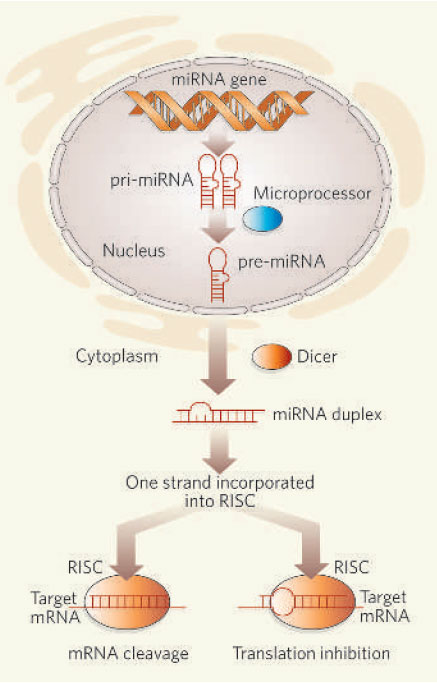 miRNA gene
pri-miRNA
Microprocessor
Nucleus
pre-miRNA
Cytoplasm
Dicer
miRNA duplex
One strand incorporated
into RISC
RISC
Target
mRNA
mRNA cleavage
RISC
Target
mRNA
Translation inhibition